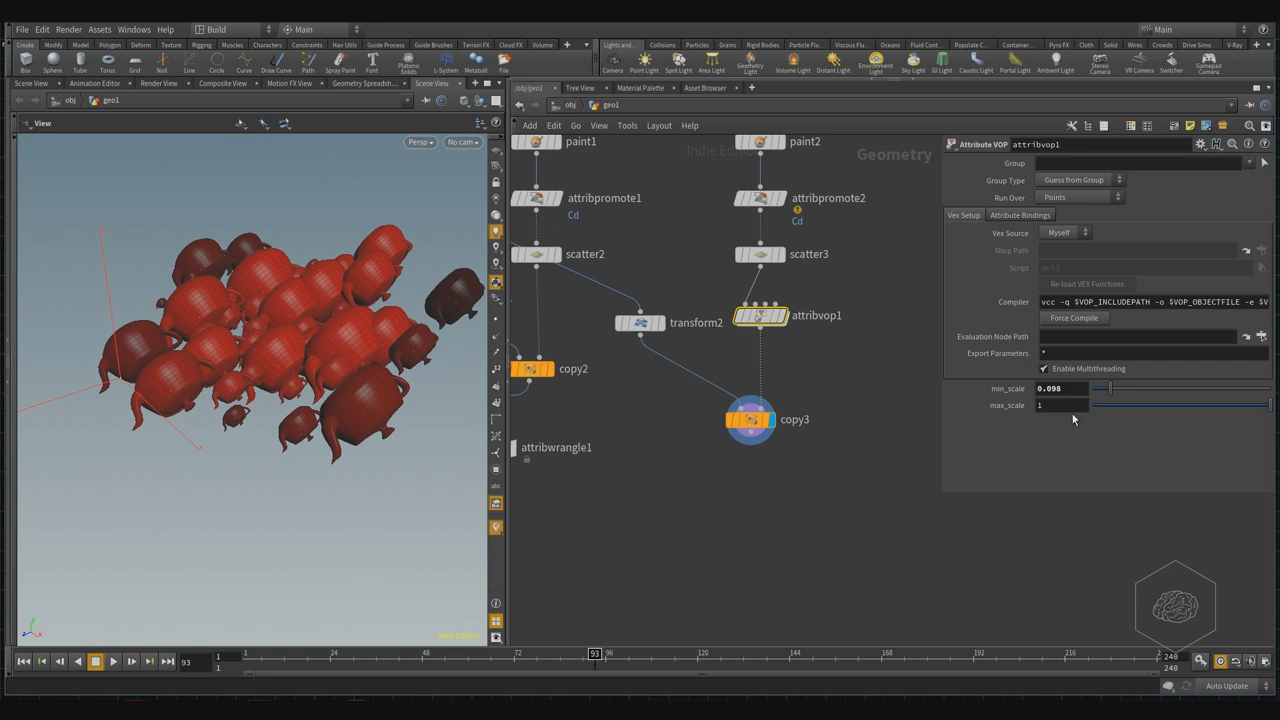 File Edit Render Assets Windows Help Build Main Main
Create Modify Model Polygon Deform Texture Rigging Muscles Characters Constraints Hair Utils Guide Process Guide Brushes Terrain FX Cloud FX Volume Lights and... Collisions Particles Grains Rigid Bodies Particle Flu... Viscous Flu... Oceans Fluid Cont... Populate C... Container... Pyro FX Cloth Solid Wires Crowds Drive Simu... V-Ray
Box Sphere Tube Torus Grid Null Line Circle Curve Draw Curve Path Spray Paint Font Platonic Solids L-System Metaball File Camera Point Light Spot Light Area Light Geometry Light Volume Light Distant Light Environment Light Sky Light GI Light Caustic Light Portal Light Ambient Light Stereo Camera VR Camera Switcher Gamepad Camera
Scene View Animation Editor Texture View Composite View Motion FX View Geometry Spreadsh... Scene View /obj/geo1 Tree View Material Palette Asset Browser
obj geo1 obj geo1
View
Add Edit Go View Tools Layout Help
Persp No cam
Indie Edition Geometry
paint1 paint2
attribpromote1 attribpromote2
Cd Cd
scatter2 scatter3
transform2 attribvop1
copy2
copy3
attribwrangle1
Attribute VOP attribvop1
Group
Group Type Guess from Group
Run Over Points
Vex Setup Attribute Bindings
Vex Source Myself
Shop Path
Script null
Re-load VEX Functions
Compiler vcc -q $VOP_INCLUDEPATH -o $VOP_OBJECTFILE -e $V
Force Compile
Evaluation Node Path
Export Parameters *
Enable Multithreading
min_scale 0.098
max_scale 1
abc
Indie Edition
z x
93 1 1 24 48 72 93 96 120 144 168 192 216 2 240
1 240
Auto Update